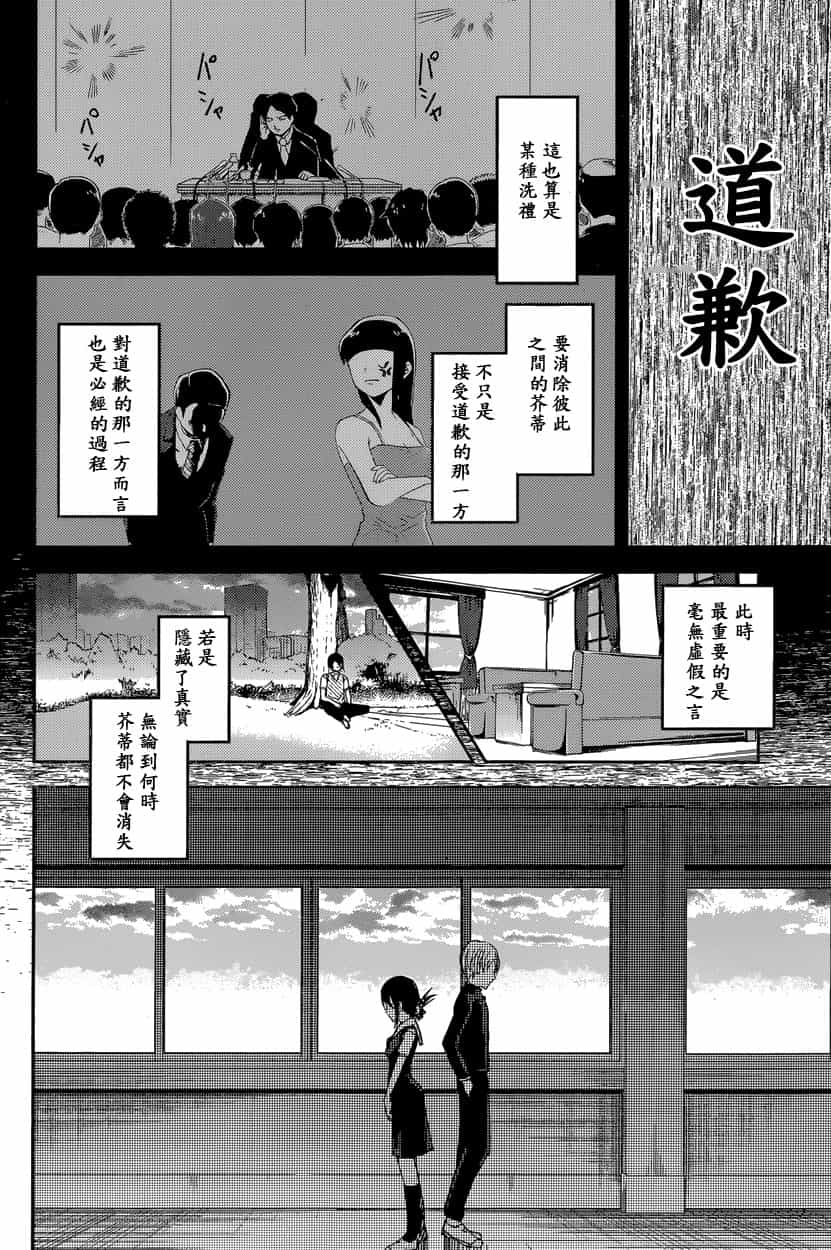 道歉
這也算是
某種洗禮
パシャ
パシャ
パシャ
要消除彼此
之間的芥蒂
不只是
接受道歉的那一方
對道歉的那一方而言
也是必經的過程
此時
最重要的是
毫無虛假之言
若是
隱藏了真實
無論到何時
芥蒂都不會消失